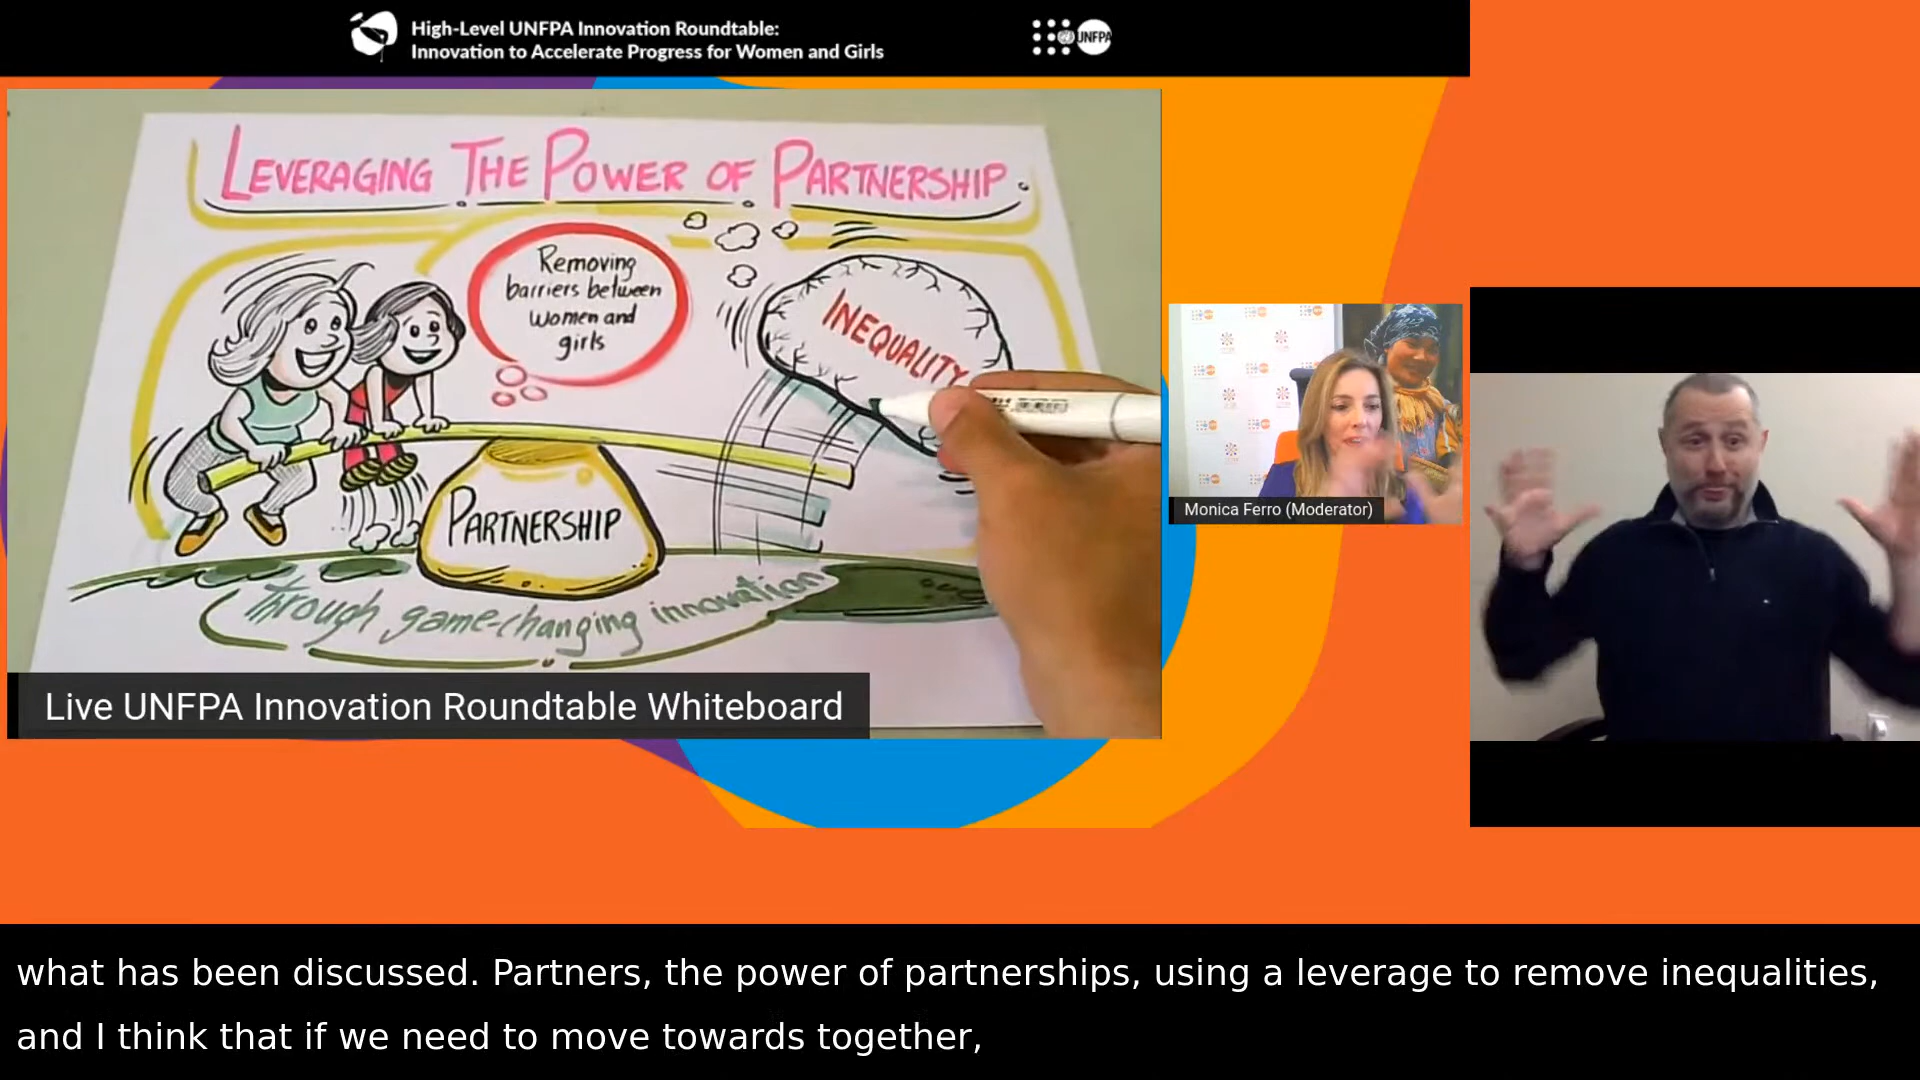 High-Level UNFPA Innovation Roundtable:
Innovation to Accelerate Progress for Women and Girls
UNFPA
LEVERAGING THE POWER OF PARTNERSHIP
Removing
barriers between
women and
girls
INEQUALITY
PARTNERSHIP
Through game-changing innovation
Live UNFPA Innovation Roundtable Whiteboard
Monica Ferro (Moderator)
what has been discussed. Partners, the power of partnerships, using a leverage to remove inequalities,
and I think that if we need to move towards together,